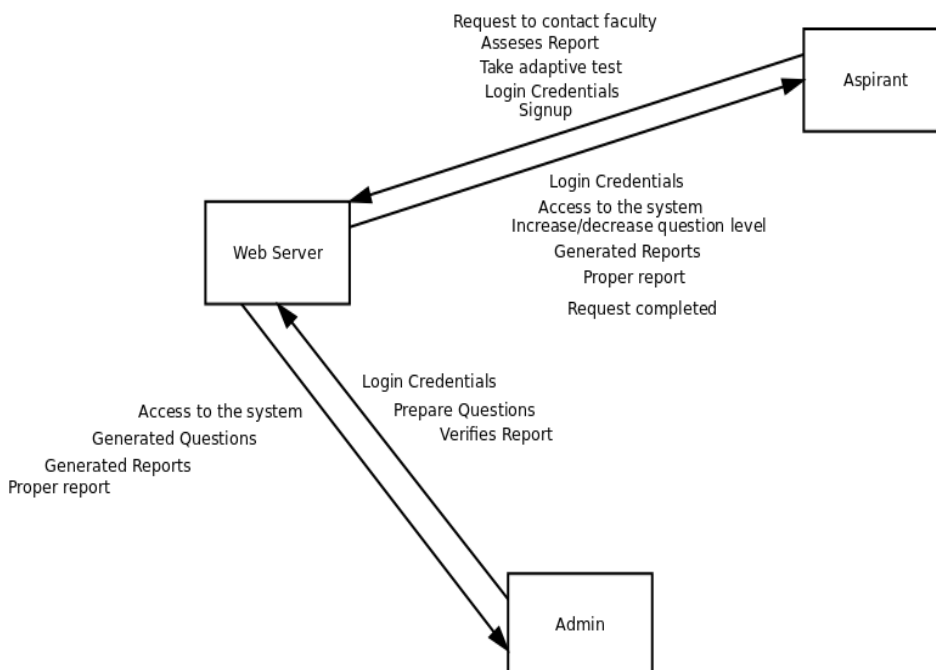 Request to contact faculty
Asseses Report
Take adaptive test
Login Credentials
Signup
Aspirant
Login Credentials
Access to the system
Increase/decrease question level
Generated Reports
Proper report
Request completed
Web Server
Login Credentials
Prepare Questions
Verifies Report
Access to the system
Generated Questions
Generated Reports
Proper report
Admin